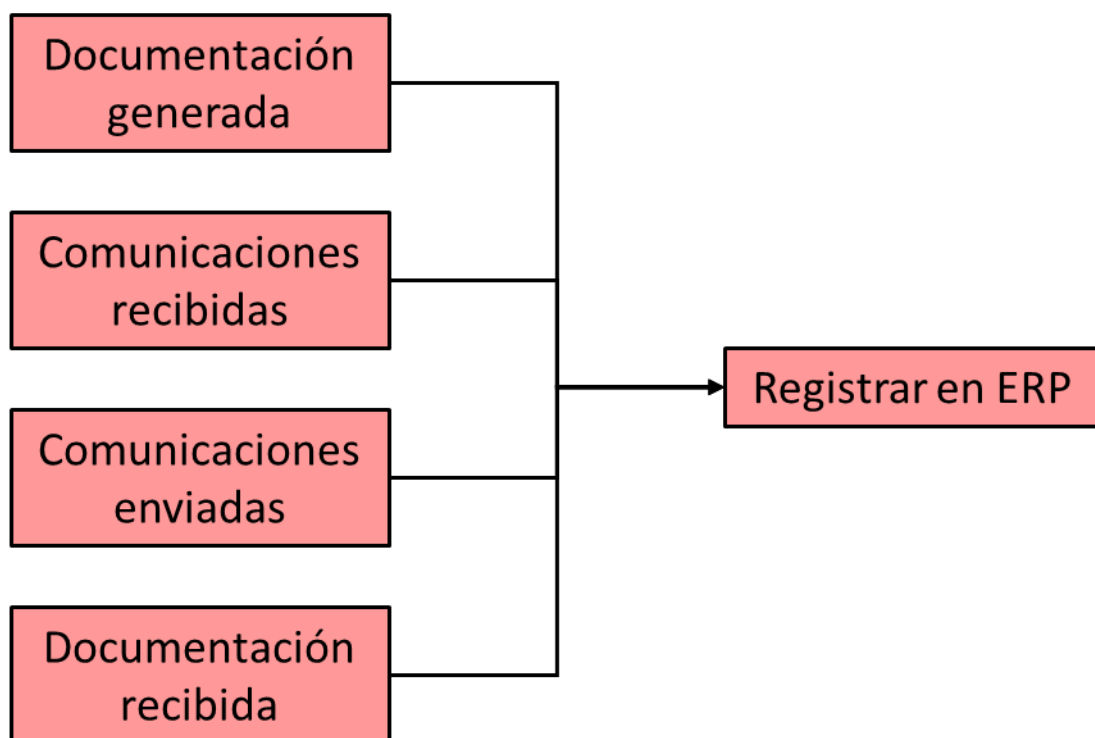 Documentación
generada
Comunicaciones
recibidas
Comunicaciones
enviadas
Documentación
recibida
Registrar en ERP